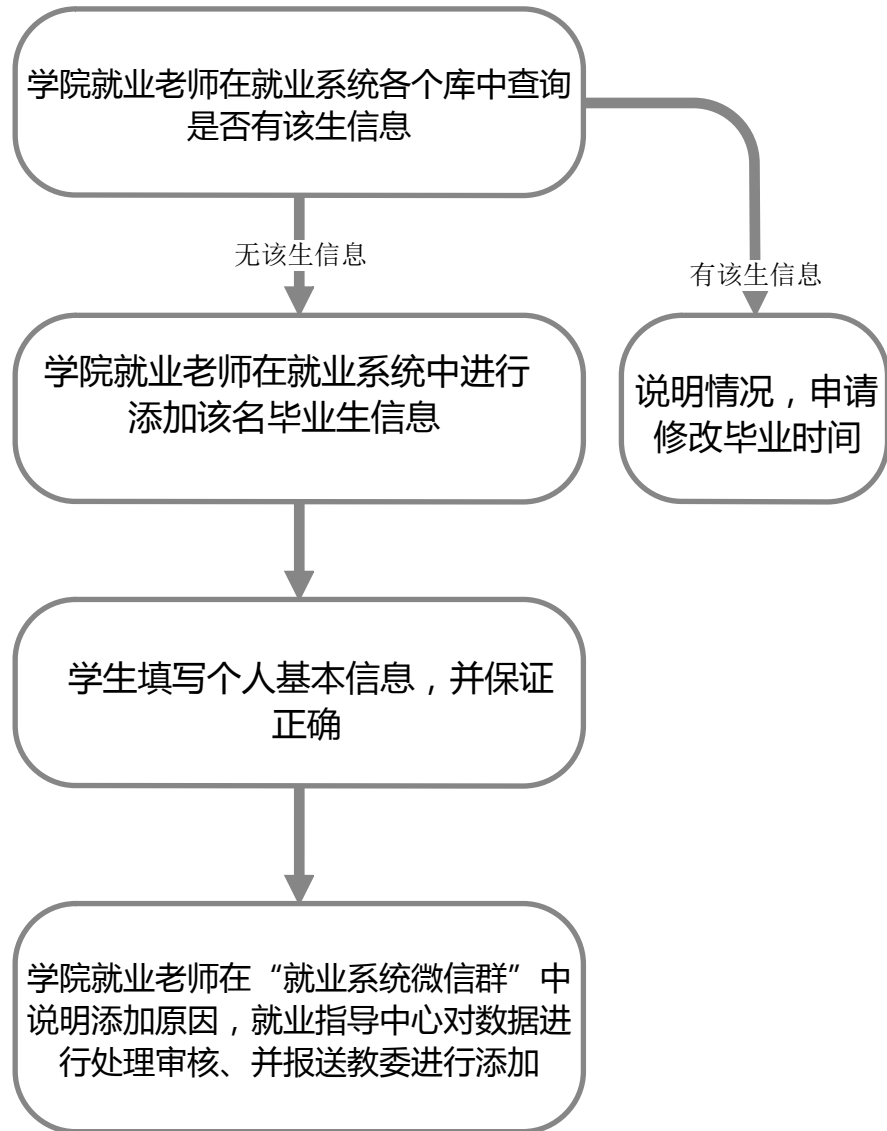 学院就业老师在就业系统各个库中查询
是否有该生信息
无该生信息
有该生信息
学院就业老师在就业系统中进行
添加该名毕业生信息
说明情况，申请
修改毕业时间
学生填写个人基本信息，并保证
正确
学院就业老师在“就业系统微信群”中
说明添加原因，就业指导中心对数据进
行处理审核、并报送教委进行添加